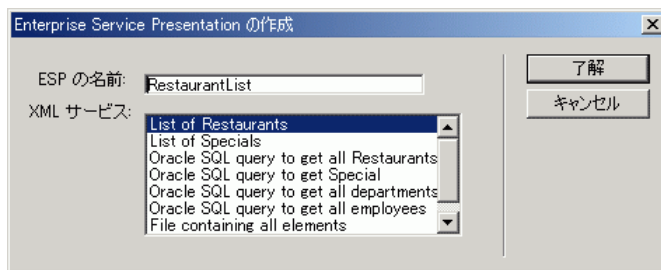 Enterprise Service Presentation の作成
ESP の名前: RestaurantList
了解
キャンセル
XML サービス:
List of Restaurants
List of Specials
Oracle SQL query to get all Restaurants
Oracle SQL query to get Special
Oracle SQL query to get all departments
Oracle SQL query to get all employees
File containing all elements